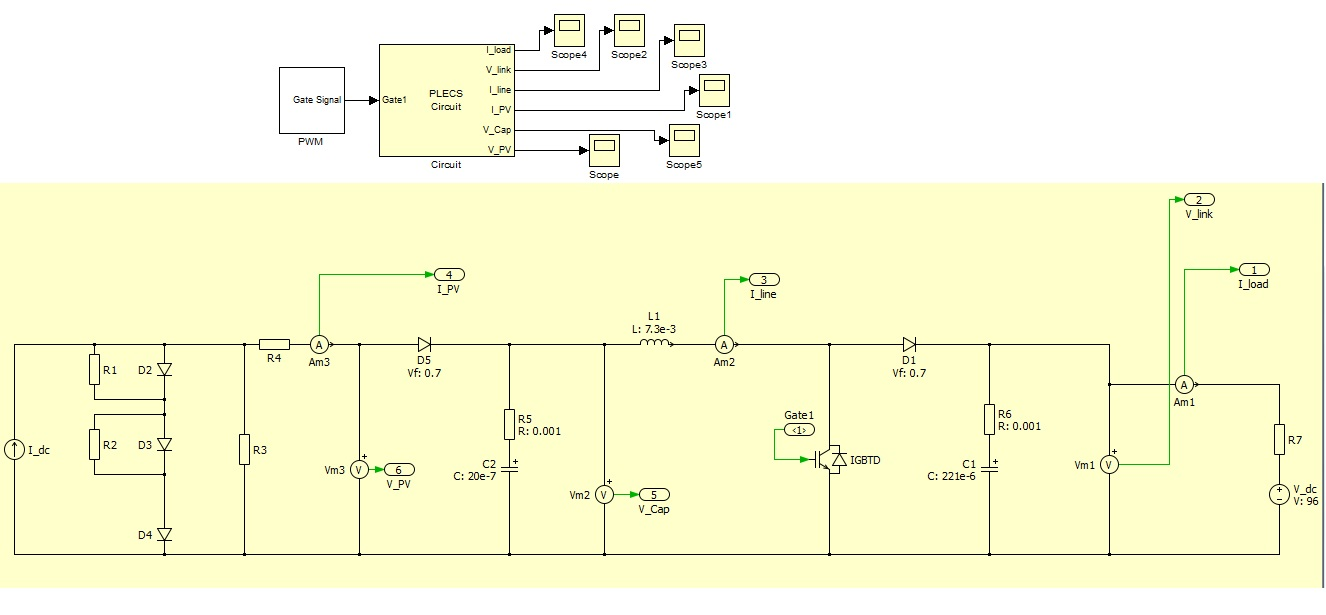 I_load
V_link
I_line
I_PV
V_Cap
V_PV
Scope4
Scope2
Scope3
Scope1
Scope5
Scope
Gate Signal
PWM
Gate1
PLECS
Circuit
Circuit
2
V_link
4
I_PV
3
I_line
1
I_load
L1
L: 7.3e-3
R4
A
Am3
D5
Vf: 0.7
A
Am2
D1
Vf: 0.7
A
Am1
R1
D2
R2
D3
R3
D4
I_dc
Vm3
V
+
6
V_PV
R5
R: 0.001
C2
C: 20e-7
+
Vm2
V
+
5
V_Cap
Gate1
<1>
IGBTD
R6
R: 0.001
C1
C: 221e-6
+
Vm1
V
+
R7
V_dc
V: 96